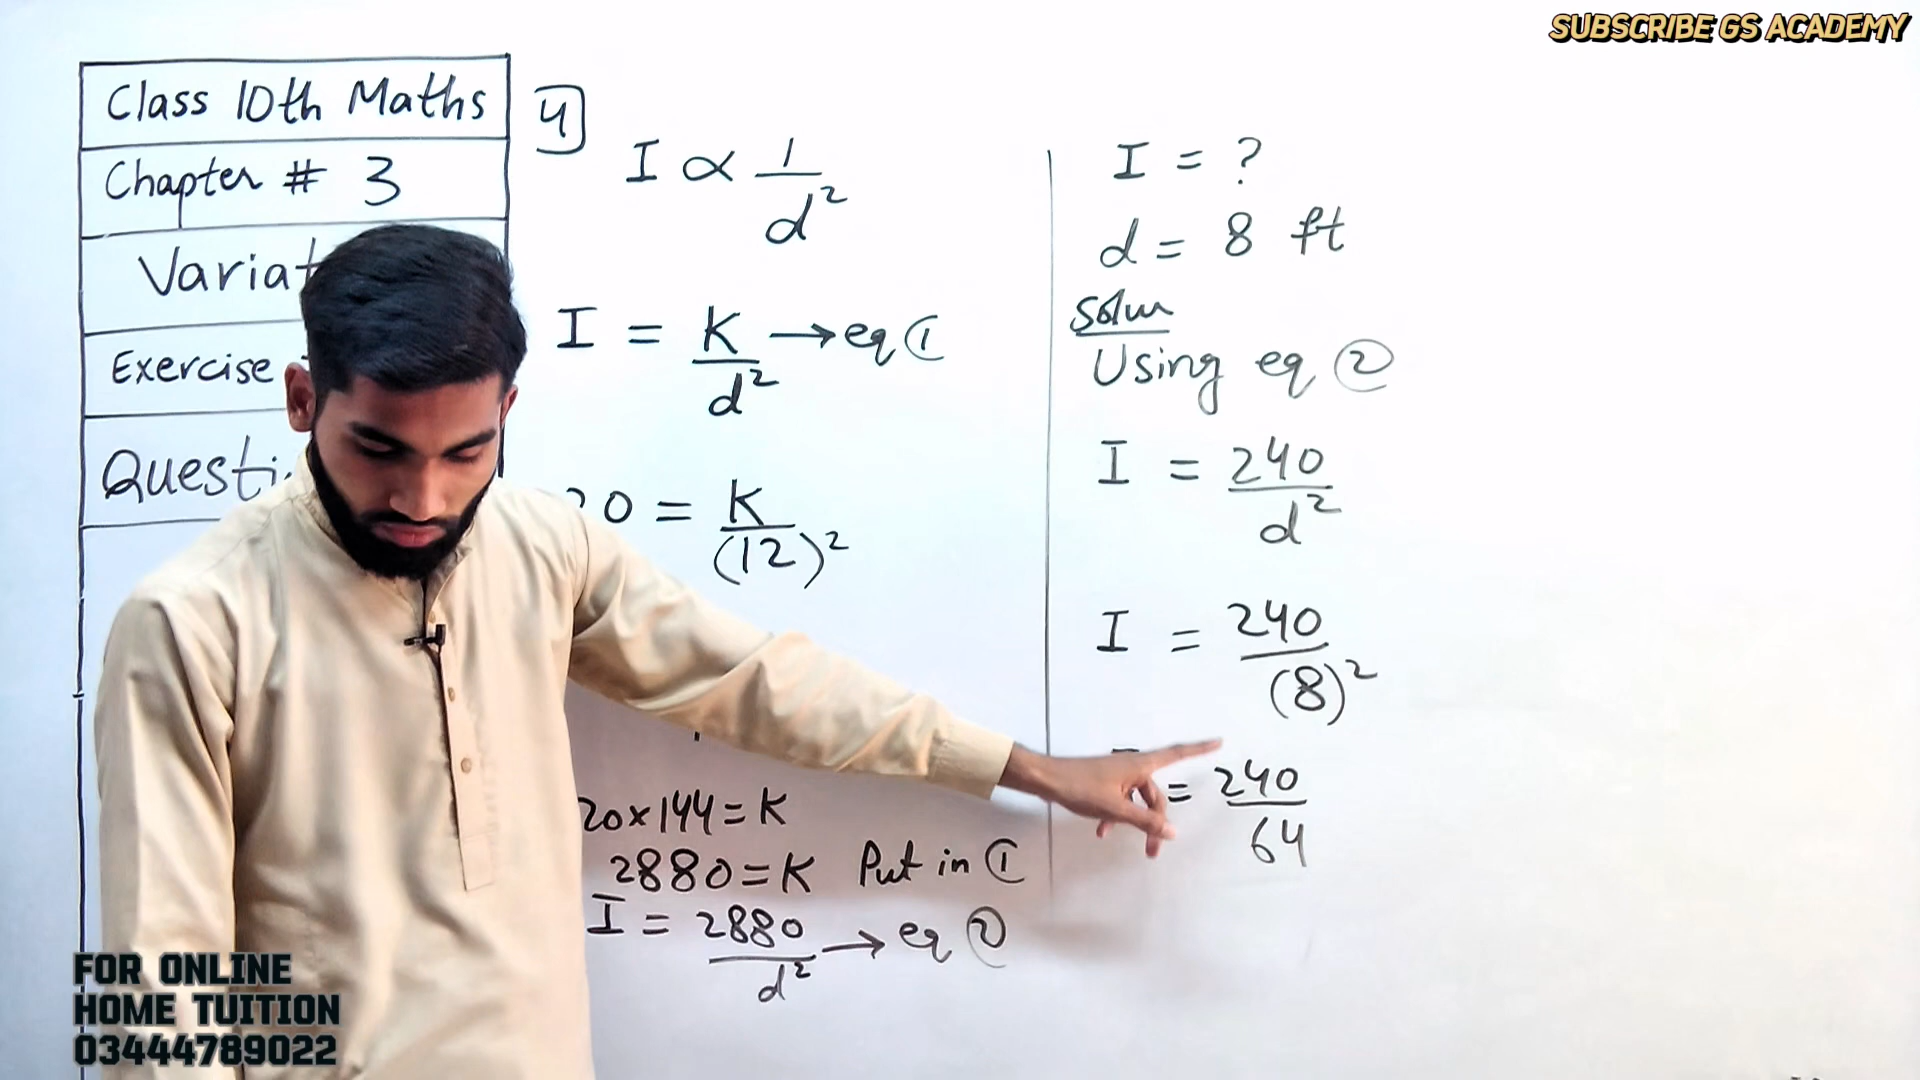 SUBSCRIBE GS ACADEMY
Class 10th Maths
Chapter # 3
Variat
Exercise
Questi
4
I ∝ 1/d²
I = K/d² → eq ①
20 = K/(12)²
20×144=K
2880=K Put in ①
I = 2880/d² → eq ②
I = ?
d = 8 ft
Soln
Using eq ②
I = 240/d²
I = 240/(8)²
= 240/64
FOR ONLINE
HOME TUITION
03444789022